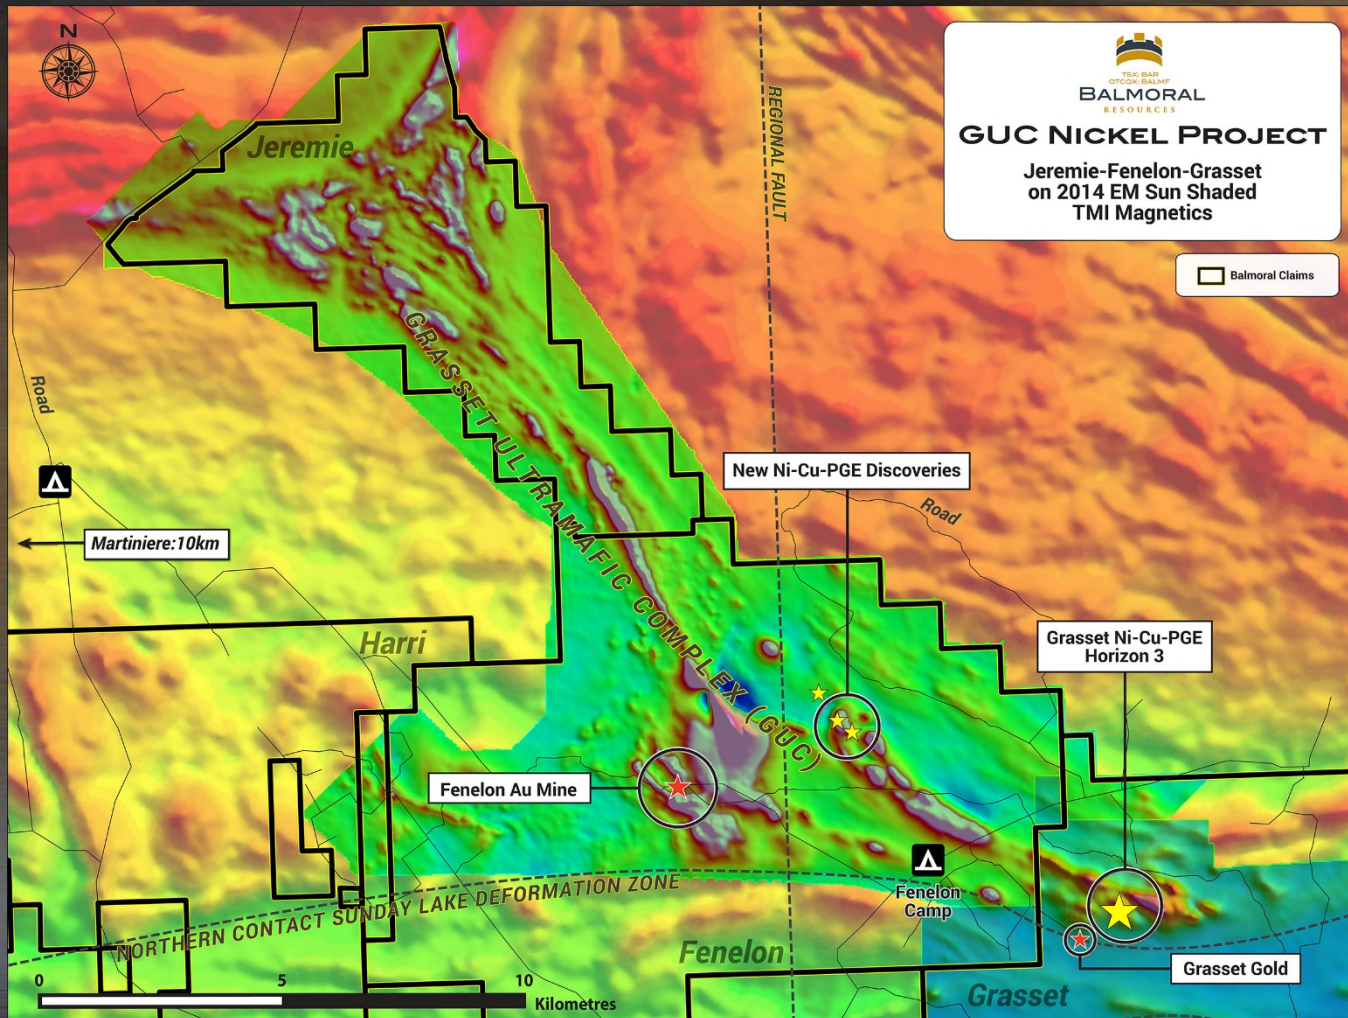 N
TSX: BAR
OTCQX: BALMF
BALMORAL
RESOURCES
GUC NICKEL PROJECT
Jeremie-Fenelon-Grasset
on 2014 EM Sun Shaded
TMI Magnetics
Balmoral Claims
Jeremie
REGIONAL FAULT
GRASSET ULTRAMAFIC COMPLEX (GUC)
Road
New Ni-Cu-PGE Discoveries
Road
Martiniere:10km
Harri
Grasset Ni-Cu-PGE
Horizon 3
Fenelon Au Mine
Fenelon
Camp
NORTHERN CONTACT SUNDAY LAKE DEFORMATION ZONE
Fenelon
Grasset Gold
Grasset
0 5 10
Kilometres